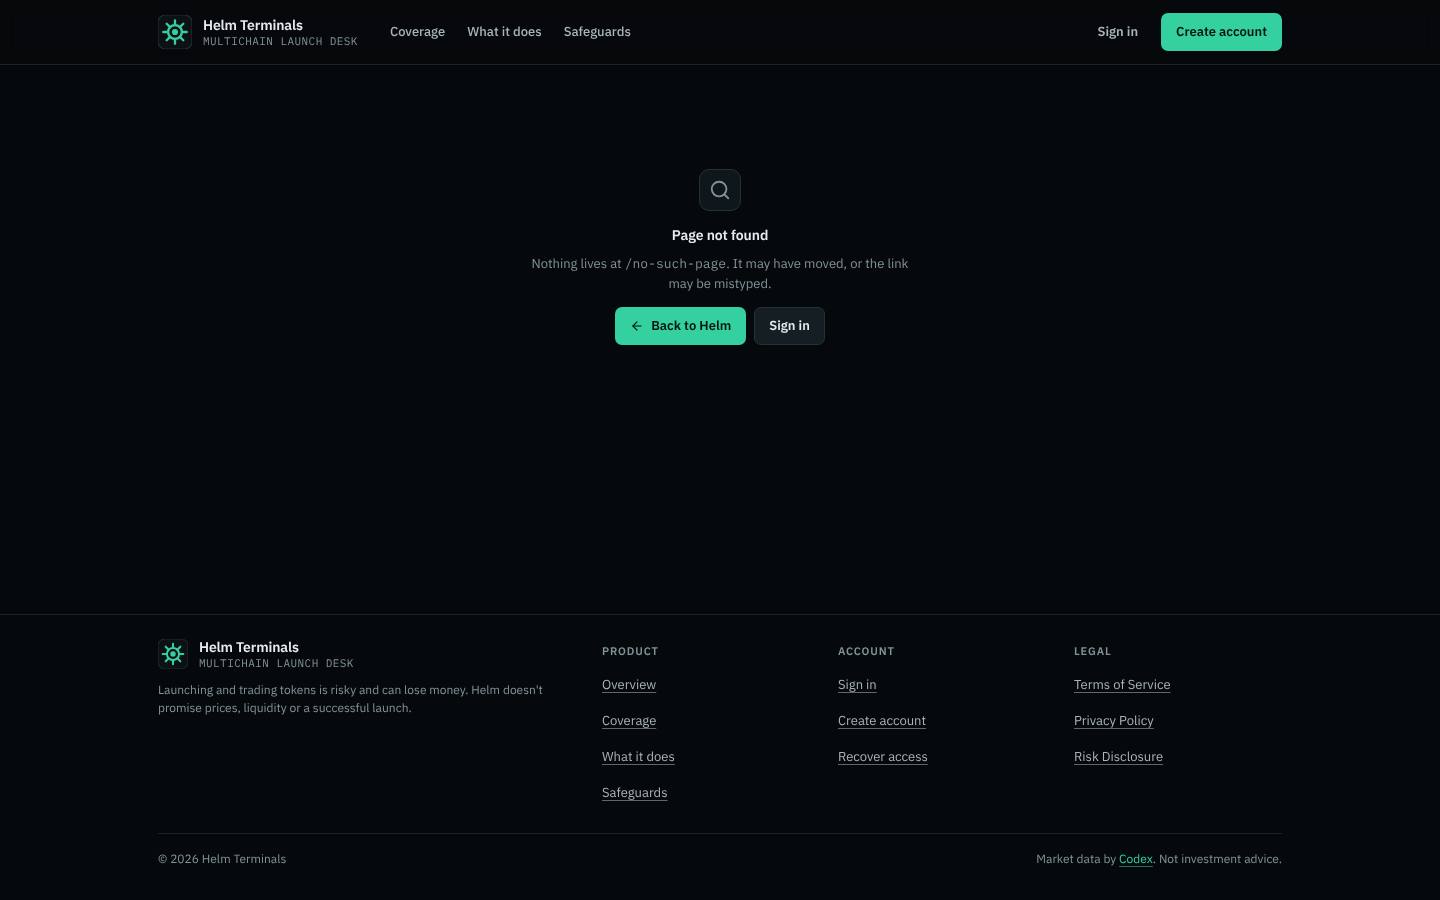 Helm Terminals
MULTICHAIN LAUNCH DESK
Coverage
What it does
Safeguards
Sign in
Create account
Page not found
Nothing lives at /no-such-page. It may have moved, or the link
may be mistyped.
Back to Helm
Sign in
Helm Terminals
MULTICHAIN LAUNCH DESK
Launching and trading tokens is risky and can lose money. Helm doesn't
promise prices, liquidity or a successful launch.
PRODUCT
Overview
Coverage
What it does
Safeguards
ACCOUNT
Sign in
Create account
Recover access
LEGAL
Terms of Service
Privacy Policy
Risk Disclosure
© 2026 Helm Terminals
Market data by Codex. Not investment advice.